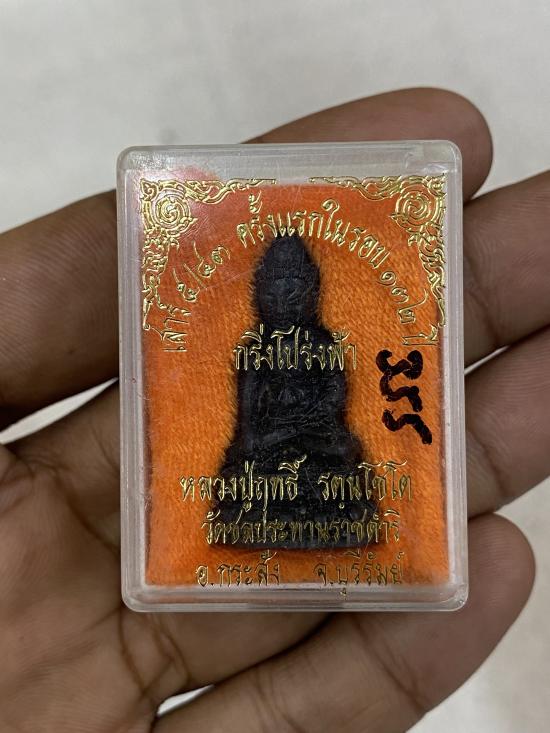 เสาร์ ๕/๔๓ ครั้งแรกในรอบ ๑๓๒ ปี
กริ่งโปร่งฟ้า
หลวงปู่ฤทธิ์ รตนโชโต
วัดชลประทานราชดำริ
อ.กระสัง จ.บุรีรัมย์